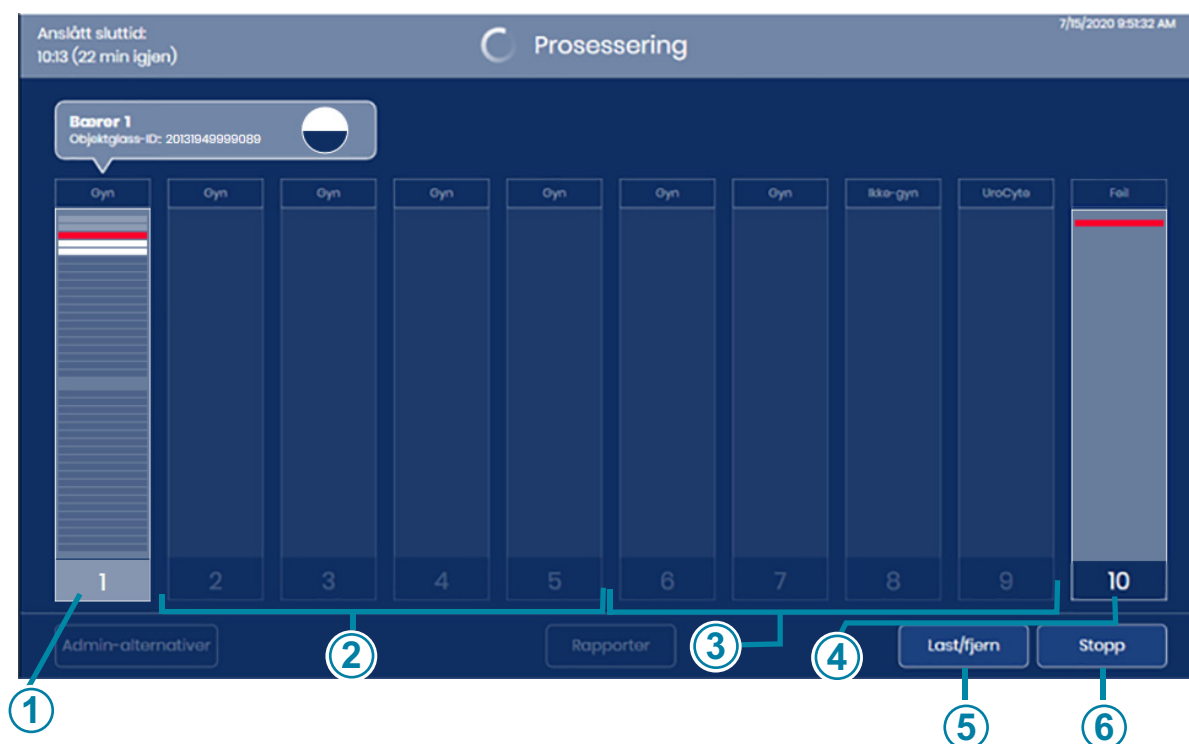 Anslått sluttid:
10:13 (22 min igjen)
Prosessering
7/15/2020 9:51:32 AM
Bærer 1
Objektglass-ID: 20131949999089
Gyn Gyn Gyn Gyn Gyn Gyn Gyn Ikke-gyn UroCyte Feil
1 2 3 4 5 6 7 8 9 10
Admin-alternativer Rapporter Last/fjern Stopp
1 2 3 4 5 6